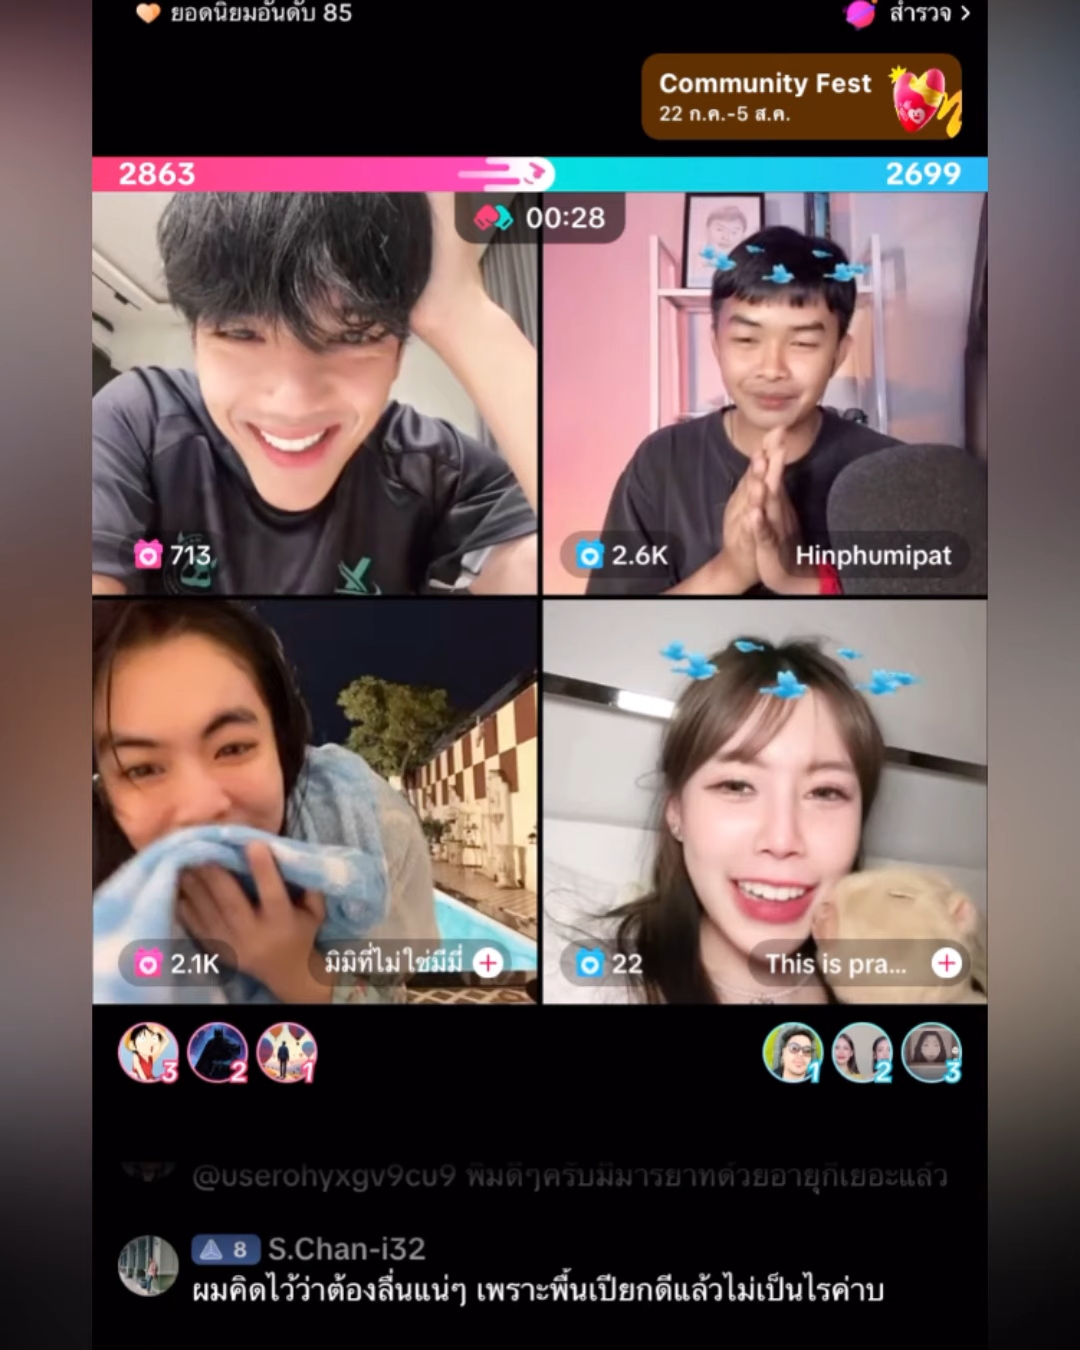 ยอดนิยมอันดับ 85
สำรวจ
Community Fest
22 ก.ค.-5 ส.ค.
2863
2699
00:28
713
2.6K
Hinphumipat
2.1K
มิมิที่ไม่ใช่มีมี่
22
This is pra...
3
2
1
1
2
3
@userohyxgv9cu9 พิมดีๆครับมีมารยาทด้วยอายุก็เยอะแล้ว
8 S.Chan-i32
ผมคิดไว้ว่าต้องลื่นแน่ๆ เพราะพื้นเปียกดีแล้วไม่เป็นไรค่าบ